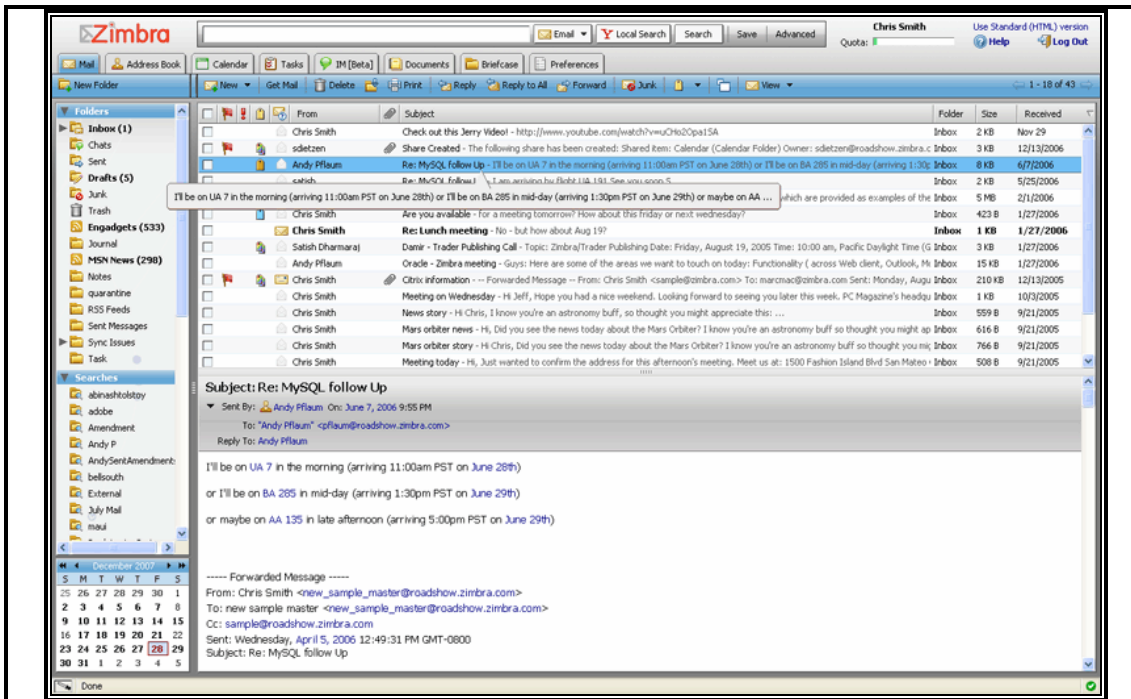 Zimbra
Email Local Search Search Save Advanced
Chris Smith
Quota:
Use Standard (HTML) version
Help Log Out
Mail Address Book Calendar Tasks IM [Beta] Documents Briefcase Preferences
New Folder
New Get Mail Delete Print Reply Reply to All Forward Junk View 1 - 18 of 43
Folders
Inbox (1)
Chats
Sent
Drafts (5)
Junk
Trash
Engadgets (533)
Journal
MSN News (298)
Notes
quarantine
RSS Feeds
Sent Messages
Sync Issues
Task
Searches
abinashtolstoy
adobe
Amendment
Andy P
AndySentAmendment:
bellsouth
External
July Mail
maui
December 2007
S M T W T F S
25 26 27 28 29 30 1
2 3 4 5 6 7 8
9 10 11 12 13 14 15
16 17 18 19 20 21 22
23 24 25 26 27 28 29
30 31 1 2 3 4 5
From Subject Folder Size Received
Chris Smith Check out this Jerry Video! - http://www.youtube.com/watch?v=uCHo2Opa15A Inbox 2 KB Nov 29
sdetzen Share Created - The following share has been created: Shared item: Calendar (Calendar Folder) Owner: sdetzen@roadshow.zimbra.c Inbox 3 KB 12/13/2006
Andy Pflaum Re: MySQL follow Up - I'll be on UA 7 in the morning (arriving 11:00am PST on June 28th) or I'll be on BA 285 in mid-day (arriving 1:30p Inbox 8 KB 6/7/2006
satish Re: MySQL follow U - I am arriving by flight UA 191 See you soon S Inbox 2 KB 5/25/2006
I'll be on UA 7 in the morning (arriving 11:00am PST on June 28th) or I'll be on BA 285 in mid-day (arriving 1:30pm PST on June 29th) or maybe on AA ...
which are provided as examples of the Inbox 5 MB 2/1/2006
Chris Smith Are you available - for a meeting tomorrow? How about this friday or next wednesday? Inbox 423 B 1/27/2006
Chris Smith Re: Lunch meeting - No - but how about Aug 19? Inbox 1 KB 1/27/2006
Satish Dharmaraj Damir - Trader Publishing Call - Topic: Zimbra/Trader Publishing Date: Friday, August 19, 2005 Time: 10:00 am, Pacific Daylight Time (G Inbox 3 KB 1/27/2006
Andy Pflaum Oracle - Zimbra meeting - Guys: Here are some of the areas we want to touch on today: Functionality ( across Web client, Outlook, M Inbox 15 KB 1/27/2006
Chris Smith Citrix information - -- Forwarded Message -- From: Chris Smith <sample@zimbra.com> To: marcmac@zimbra.com Sent: Monday, Augu Inbox 210 KB 12/13/2005
Chris Smith Meeting on Wednesday - Hi Jeff, Hope you had a nice weekend. Looking forward to seeing you later this week. PC Magazine's headqu Inbox 1 KB 10/3/2005
Chris Smith News story - Hi Chris, I know you're an astronomy buff, so thought you might appreciate this: ... Inbox 559 B 9/21/2005
Chris Smith Mars orbiter news - Hi, Did you see the news today about the Mars Orbiter? I know you're an astronomy buff so thought you might ap Inbox 616 B 9/21/2005
Chris Smith Mars orbiter story - Hi Chris, Did you see the news today about the Mars Orbiter? I know you're an astronomy buff so thought you mig Inbox 766 B 9/21/2005
Chris Smith Meeting today - Hi, Just wanted to confirm the address for this afternoon's meeting. Meet us at: 1500 Fashion Island Blvd San Mateo Inbox 508 B 9/21/2005
Subject: Re: MySQL follow Up
Sent By: Andy Pflaum On: June 7, 2006 9:55 PM
To: "Andy Pflaum" <pflaum@roadshow.zimbra.com>
Reply To: Andy Pflaum
I'll be on UA 7 in the morning (arriving 11:00am PST on June 28th)
or I'll be on BA 285 in mid-day (arriving 1:30pm PST on June 29th)
or maybe on AA 135 in late afternoon (arriving 5:00pm PST on June 29th)
----- Forwarded Message -----
From: Chris Smith <new_sample_master@roadshow.zimbra.com>
To: new sample master <new_sample_master@roadshow.zimbra.com>
Cc: sample@roadshow.zimbra.com
Sent: Wednesday, April 5, 2006 12:49:31 PM GMT-0800
Subject: Re: MySQL follow Up
Done